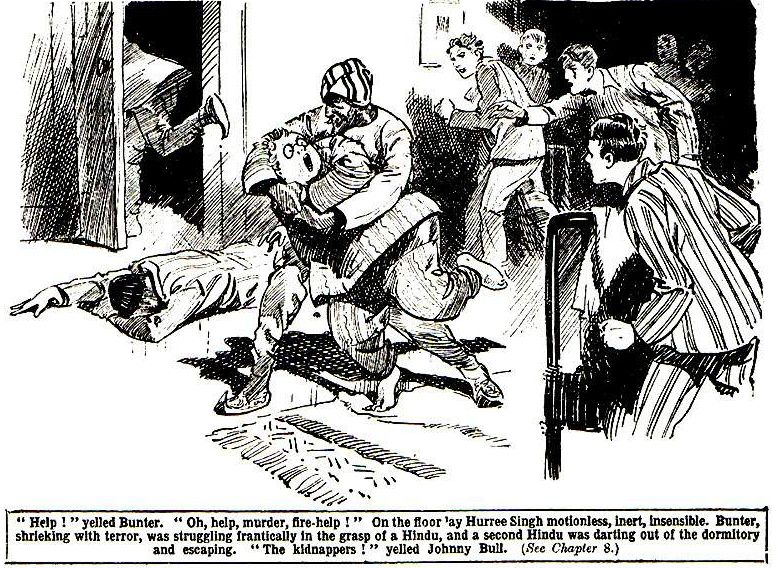 " Help ! " yelled Bunter. " Oh, help, murder, fire-help ! " On the floor 'ay Hurree Singh motionless, inert, insensible. Bunter,
shrieking with terror, was struggling frantically in the grasp of a Hindu, and a second Hindu was darting out of the dormitory
and escaping. " The kidnappers ! " yelled Johnny Bull. (See Chapter 8.)